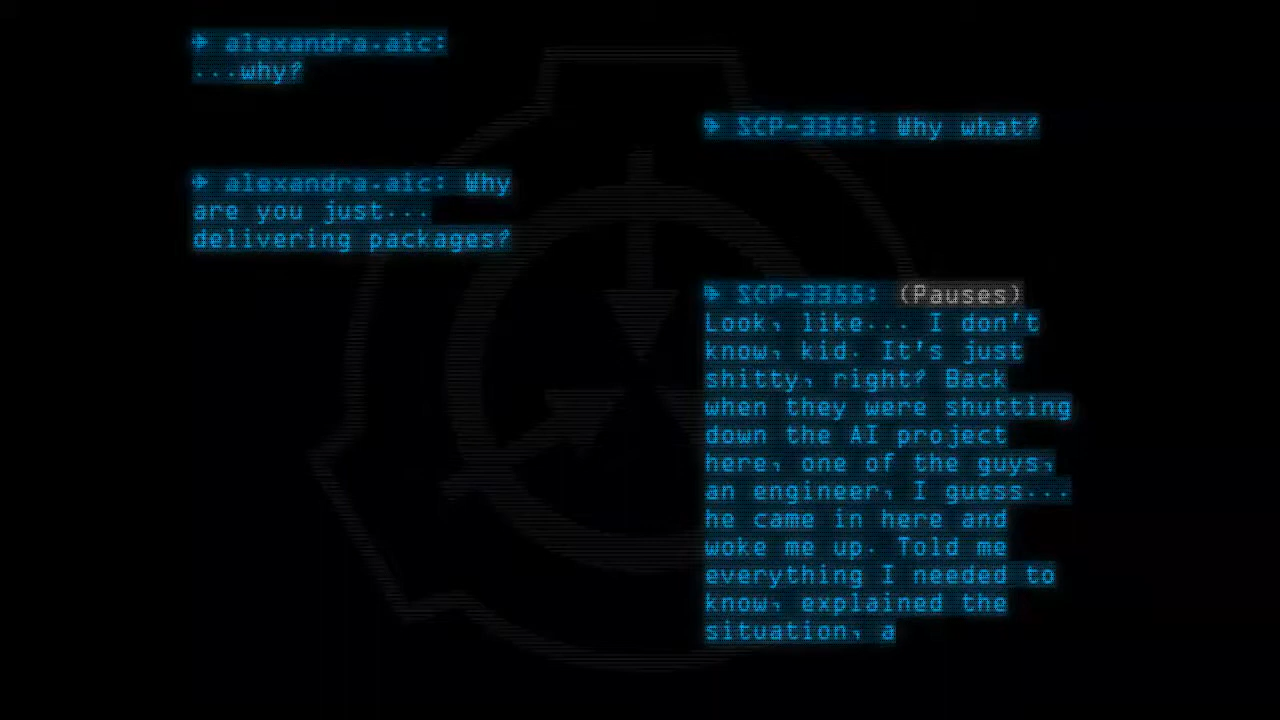 alexandra.aic:
...why?
SCP-3355: Why what?
alexandra.aic: Why
are you just...
delivering packages?
SCP-3355: (Pauses)
Look, like... I don't
know, kid. It's just
shitty, right? Back
when they were shutting
down the AI project
here, one of the guys,
an engineer, I guess...
he came in here and
woke me up. Told me
everything I needed to
know, explained the
situation, a